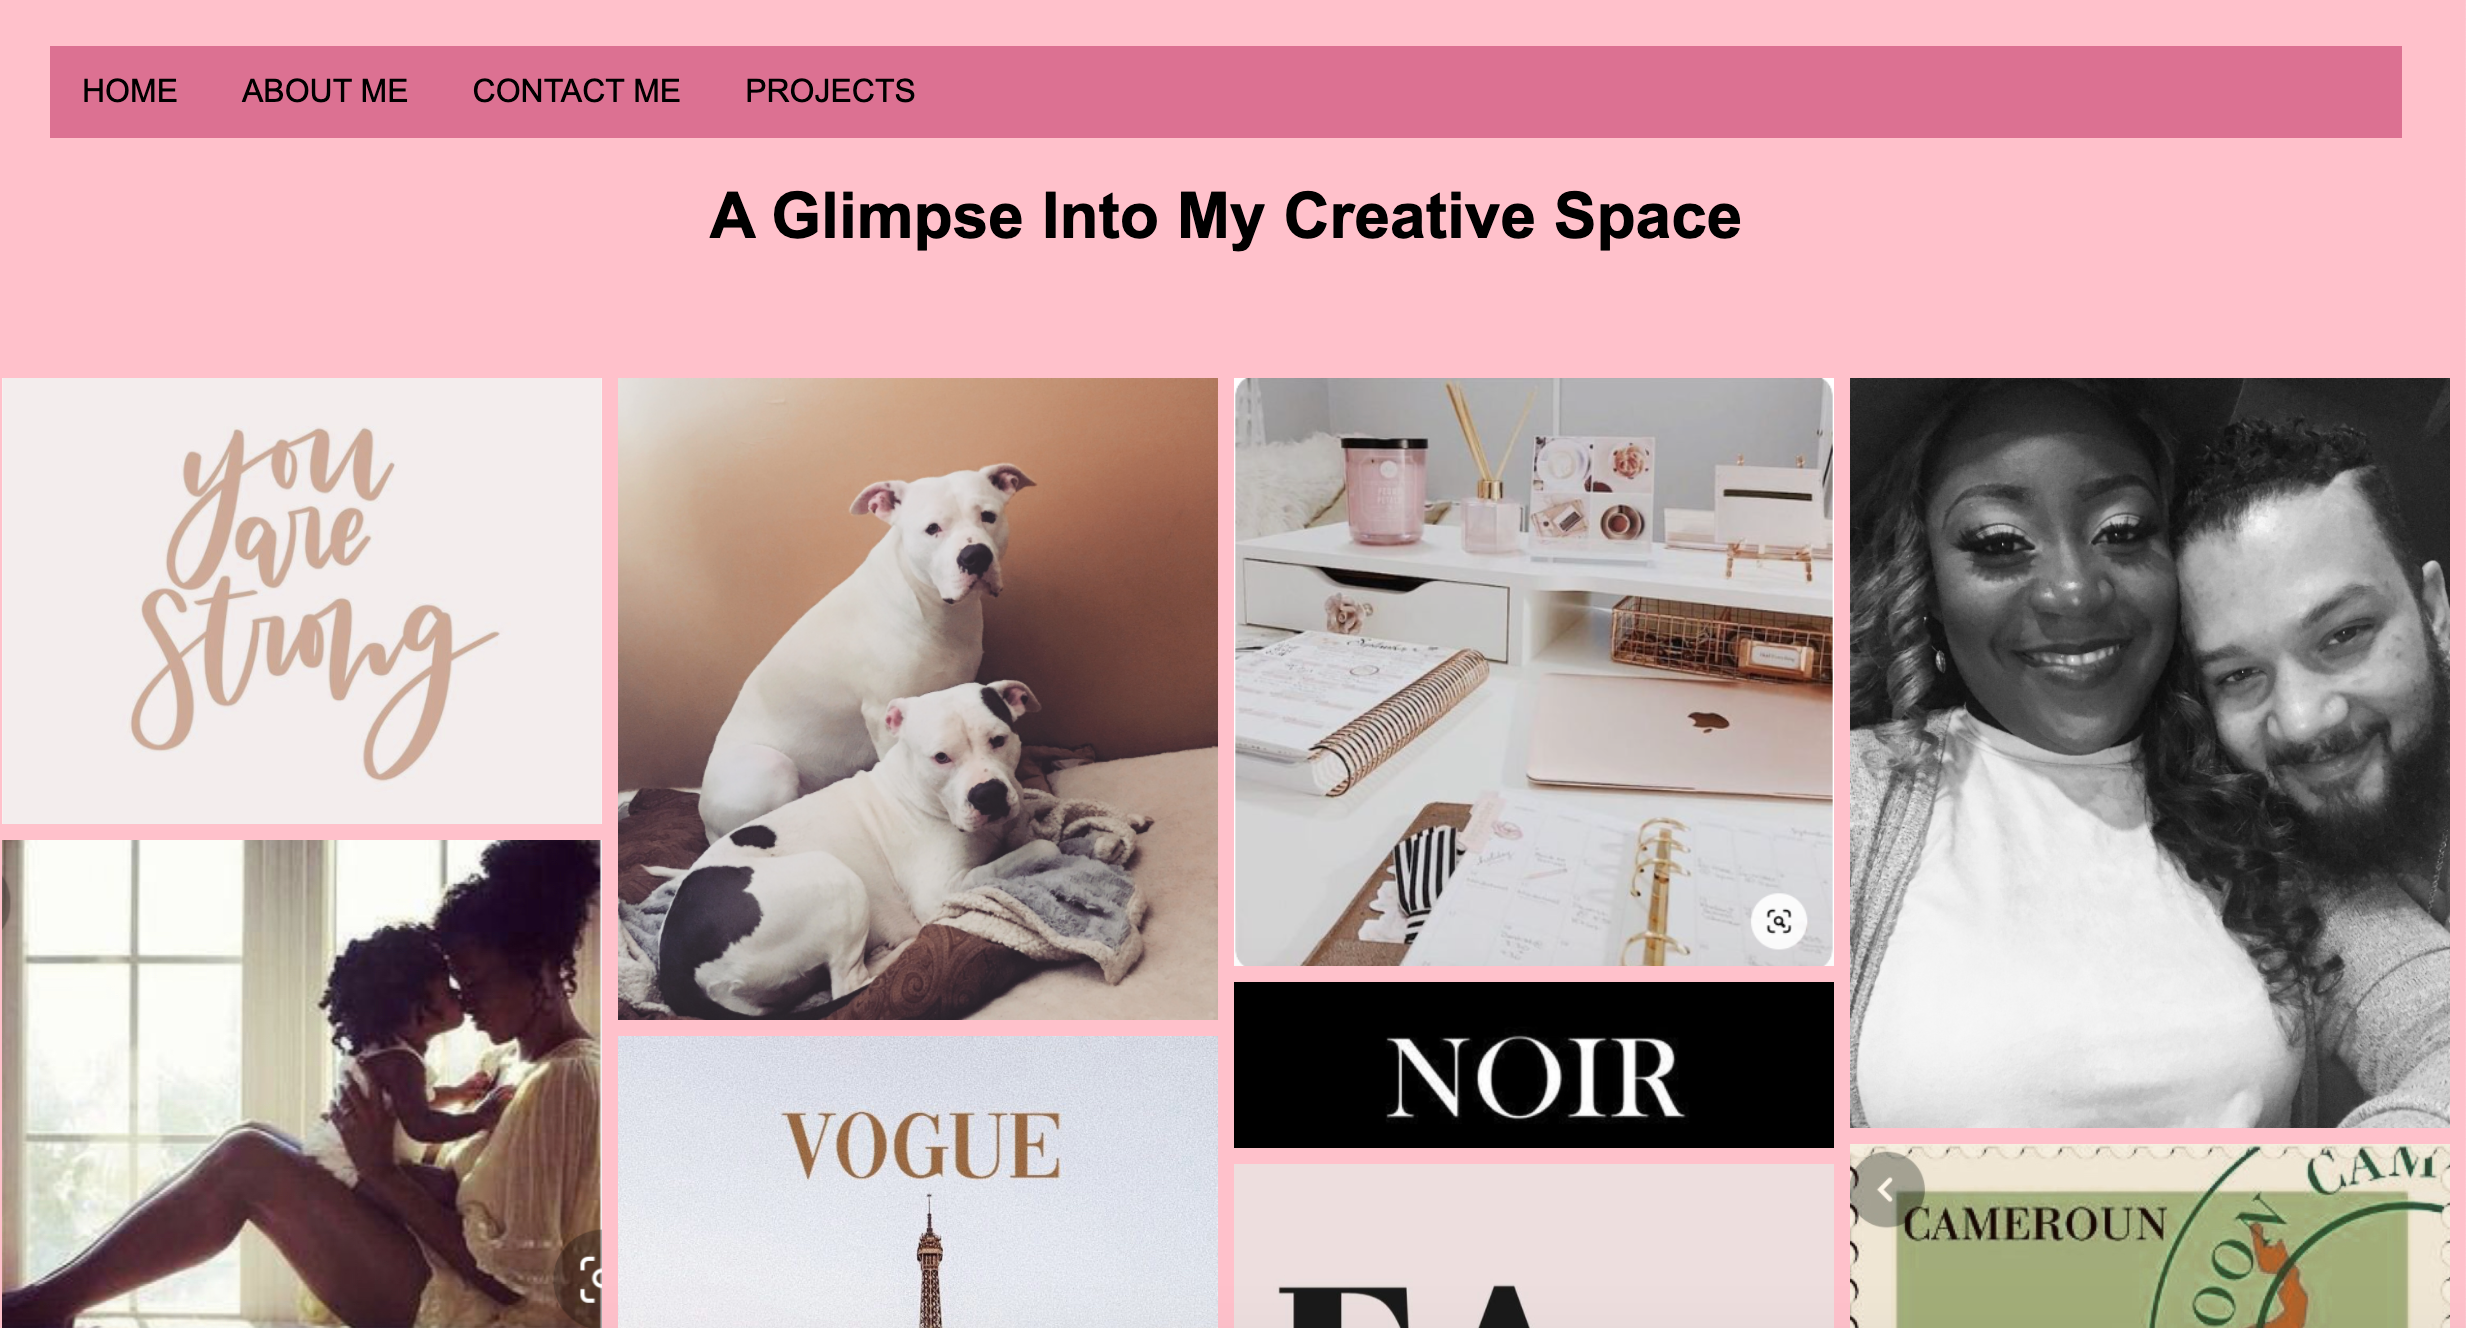 HOME ABOUT ME CONTACT ME PROJECTS
A Glimpse Into My Creative Space
you
are
strong
VOGUE
NOIR
CAMEROUN
CAM
OON